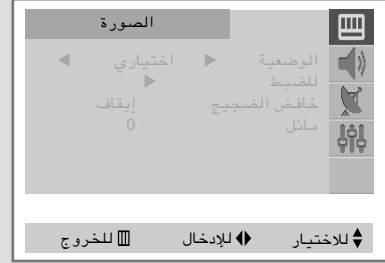 الصورة
الوضعية ◀ اختياري ▶
للضبط ◀
خافض الضجيج : إيقاف
مائل : 0
للاختيار للإدخال للخروج